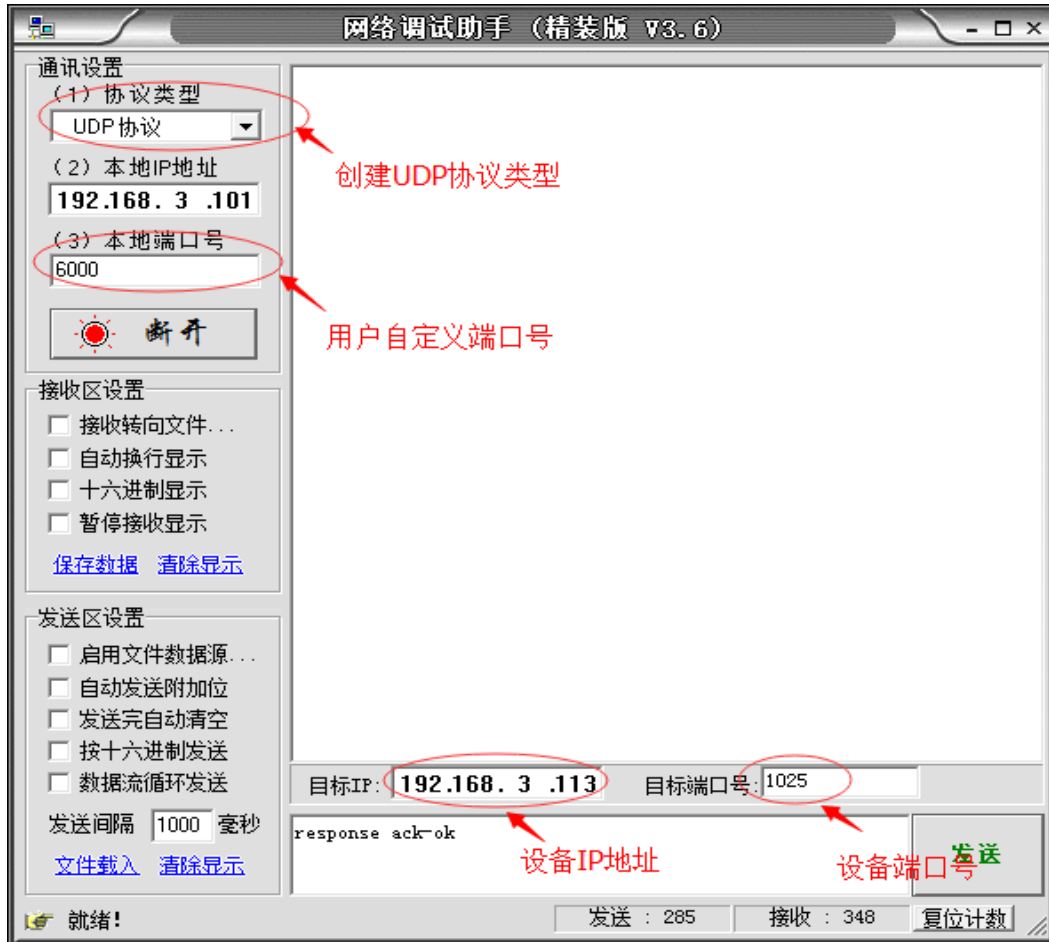 网络调试助手 (精装版 V3.6)
通讯设置
(1) 协议类型
UDP协议
(2) 本地IP地址
192.168. 3 .101
(3) 本地端口号
6000
断开
接收区设置
接收转向文件...
自动换行显示
十六进制显示
暂停接收显示
保存数据 清除显示
发送区设置
启用文件数据源...
自动发送附加位
发送完自动清空
按十六进制发送
数据流循环发送
发送间隔 1000 毫秒
文件载入 清除显示
创建UDP协议类型
用户自定义端口号
目标IP: 192.168. 3 .113 目标端口号: 1025
response ack-ok
设备IP地址
设备端口号
发送
就绪!
发送 : 285 接收 : 348 复位计数